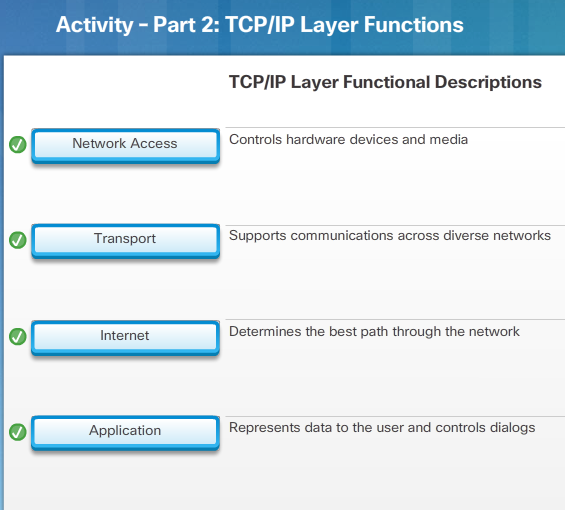 Activity – Part 2: TCP/IP Layer Functions
TCP/IP Layer Functional Descriptions
Network Access
Controls hardware devices and media
Transport
Supports communications across diverse networks
Internet
Determines the best path through the network
Application
Represents data to the user and controls dialogs